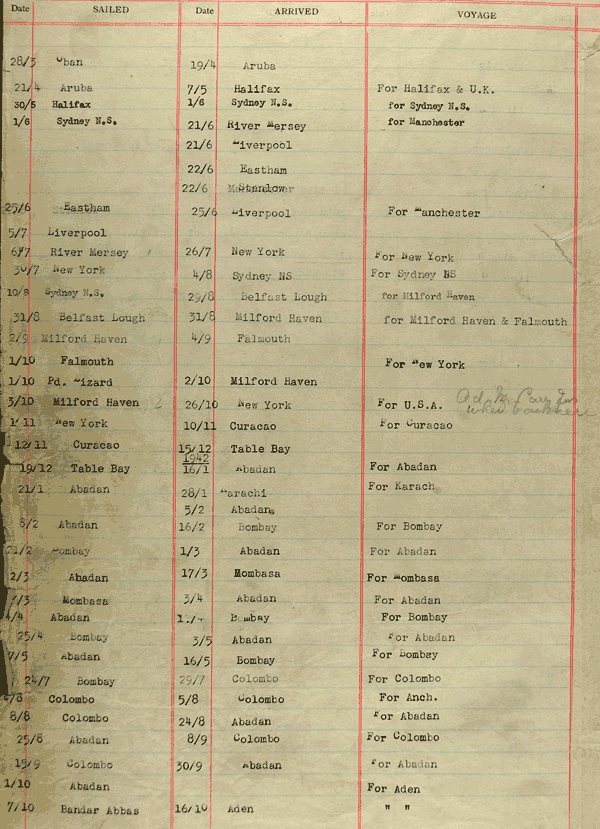 Date SAILED Date ARRIVED VOYAGE
28/3 Oban 19/4 Aruba
21/4 Aruba 7/5 Halifax For Halifax & U.K.
30/5 Halifax 1/6 Sydney N.S. for Sydney N.S.
1/6 Sydney N.S. 21/6 River Mersey for Manchester
21/6 Liverpool
22/6 Eastham
22/6 Stanlow
25/6 Eastham 25/6 Liverpool For Manchester
5/7 Liverpool
6/7 River Mersey 26/7 New York For New York
30/7 New York 4/8 Sydney NS For Sydney NS
10/8 Sydney N.S. 29/8 Belfast Lough for Milford Haven
31/8 Belfast Lough 31/8 Milford Haven for Milford Haven & Falmouth
2/9 Milford Haven 4/9 Falmouth
1/10 Falmouth For New York
1/10 Pd. Lizard 2/10 Milford Haven
3/10 Milford Haven 26/10 New York For U.S.A.
1'11 New York 10/11 Curacao For Curacao
12/11 Curacao 15/12 Table Bay
1942
19/12 Table Bay 16/1 Abadan For Abadan
21/1 Abadan 28/1 Karachi For Karach
5/2 Abadan
8/2 Abadan 16/2 Bombay For Bombay
21/2 Bombay 1/3 Abadan For Abadan
2/3 Abadan 17/3 Mombasa For Mombasa
7/3 Mombasa 3/4 Abadan For Abadan
4/4 Abadan Bombay For Bombay
25/4 Bombay 3/5 Abadan For Abadan
7/5 Abadan 16/5 Bombay For Bombay
24/7 Bombay 29/7 Colombo For Colombo
4/8 Colombo 5/8 Colombo For Anch.
8/8 Colombo 24/8 Abadan For Abadan
25/8 Abadan 8/9 Colombo For Colombo
15/9 Colombo 30/9 Abadan For Abadan
1/10 Abadan For Aden
7/10 Bandar Abbas 16/10 Aden " "